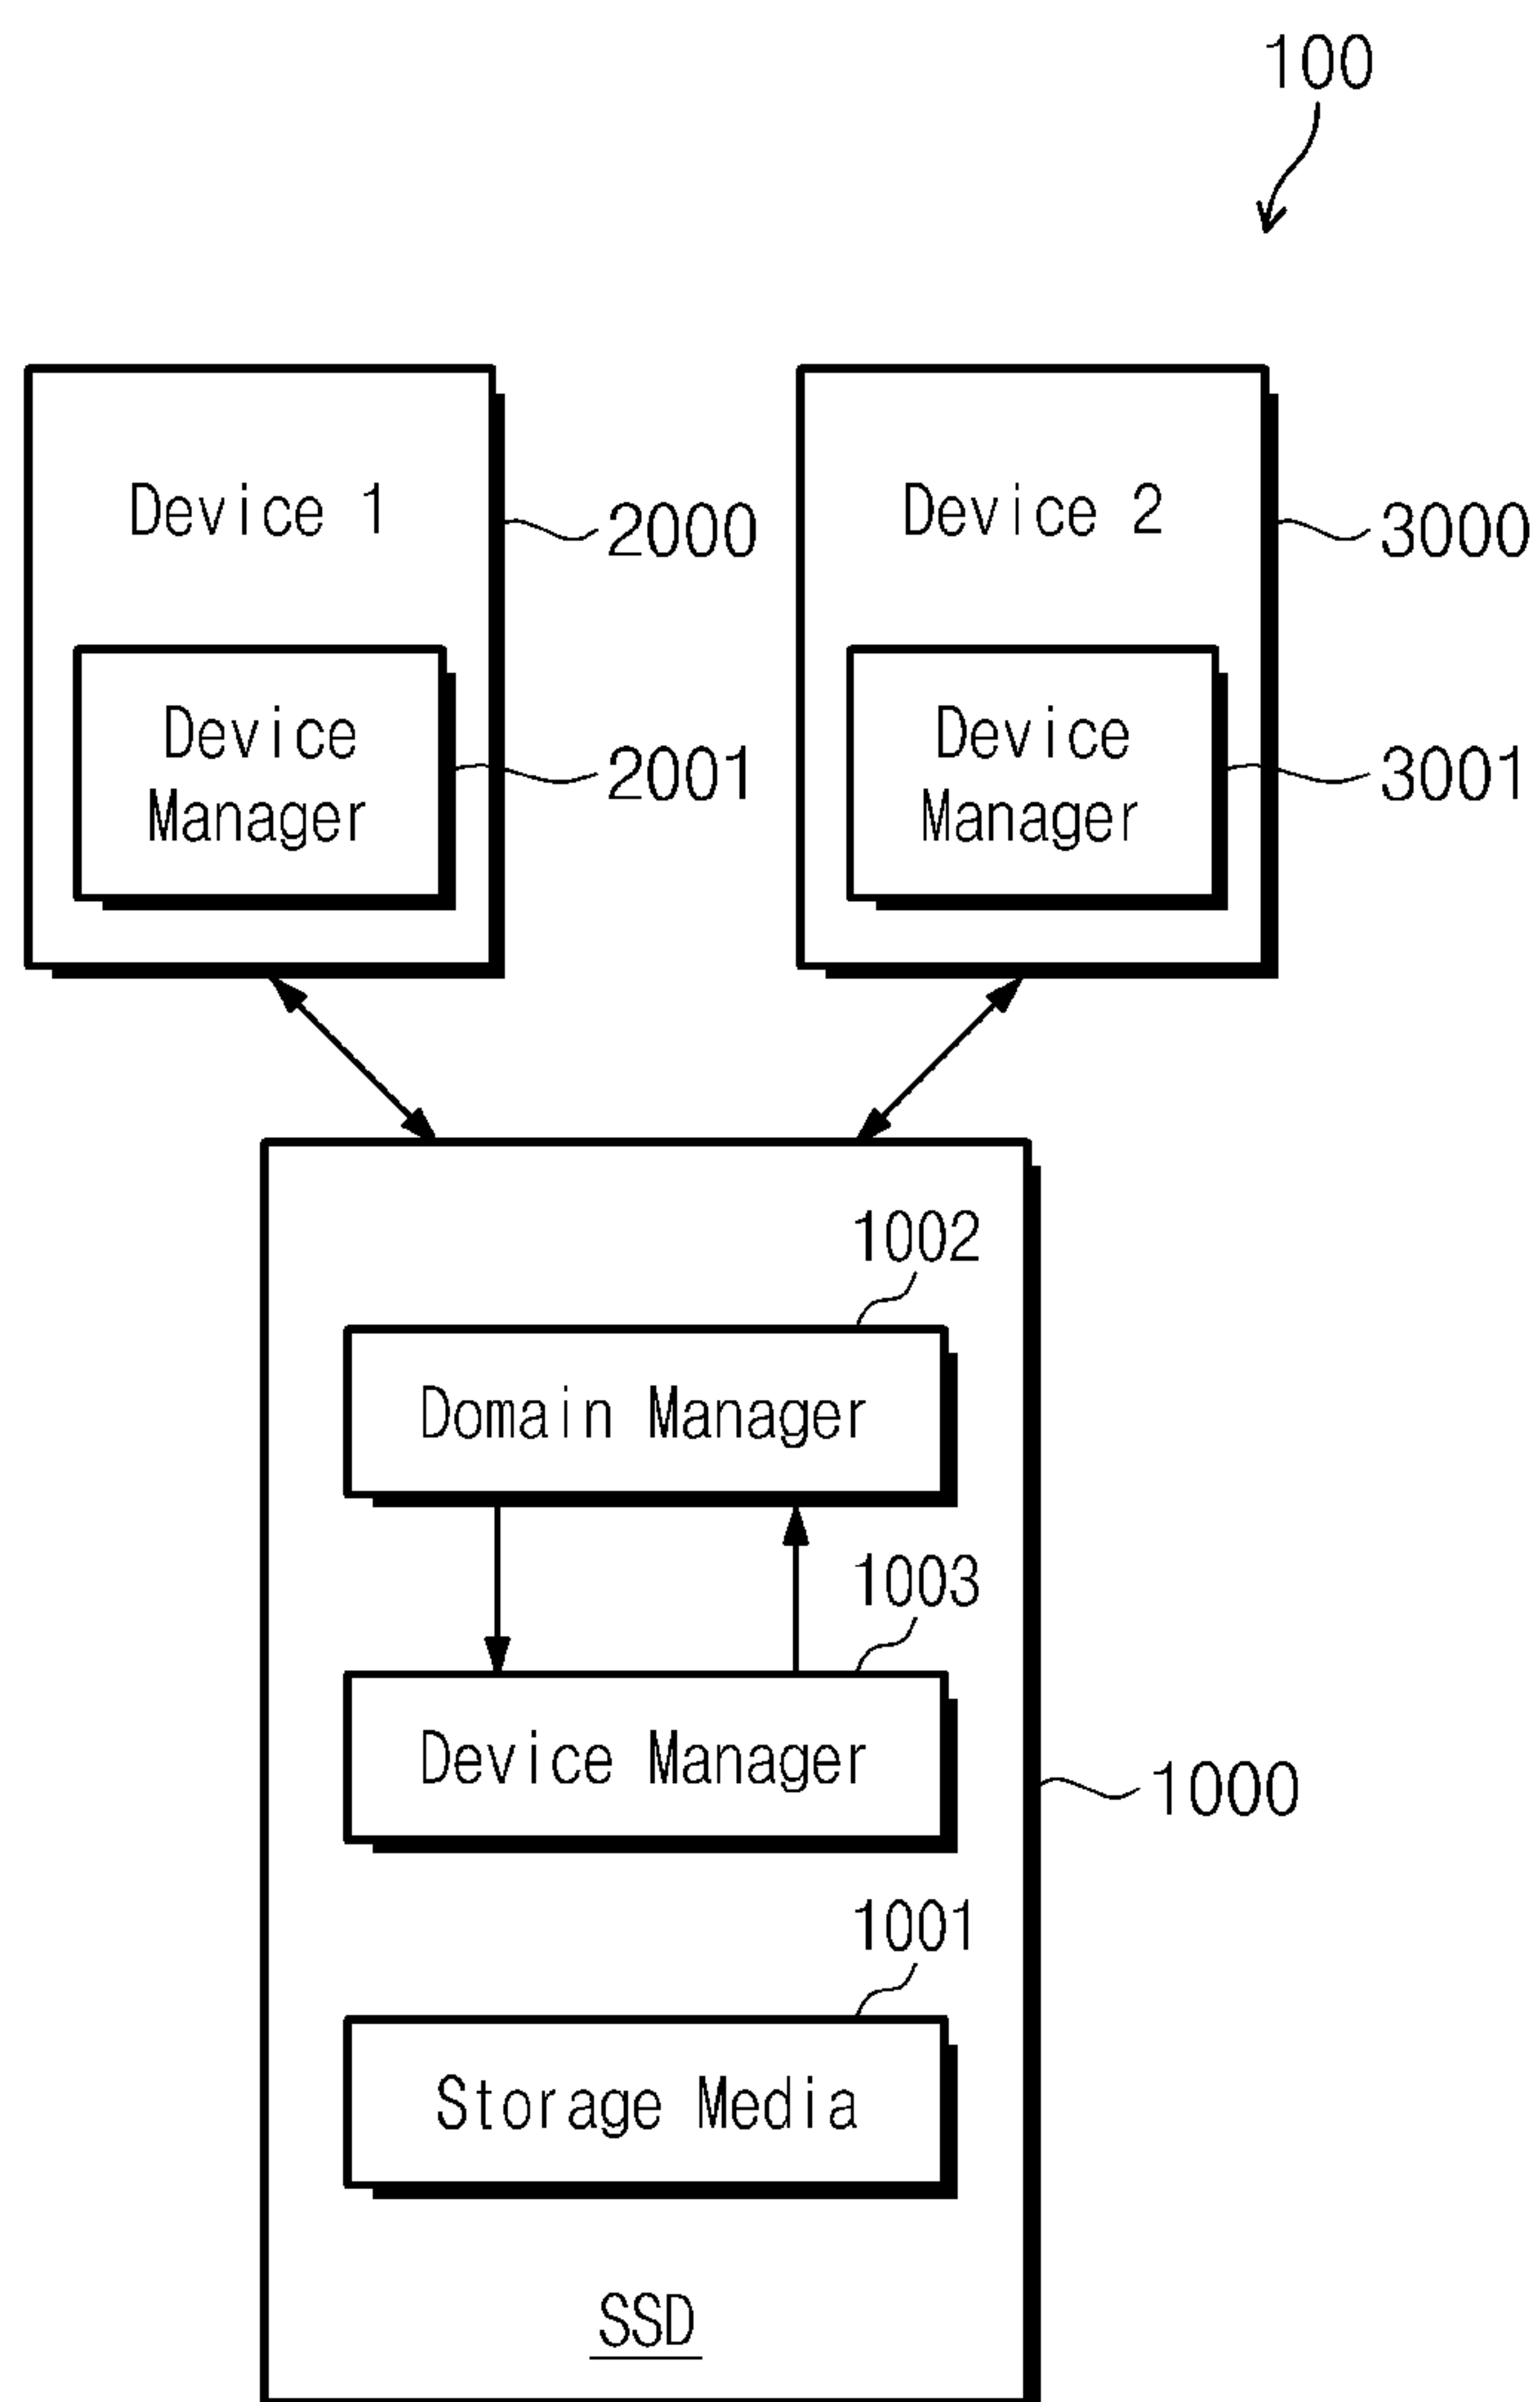 100
Device 1
2000
Device
Manager
2001
Device 2
3000
Device
Manager
3001
1002
Domain Manager
1003
Device Manager
1000
1001
Storage Media
SSD